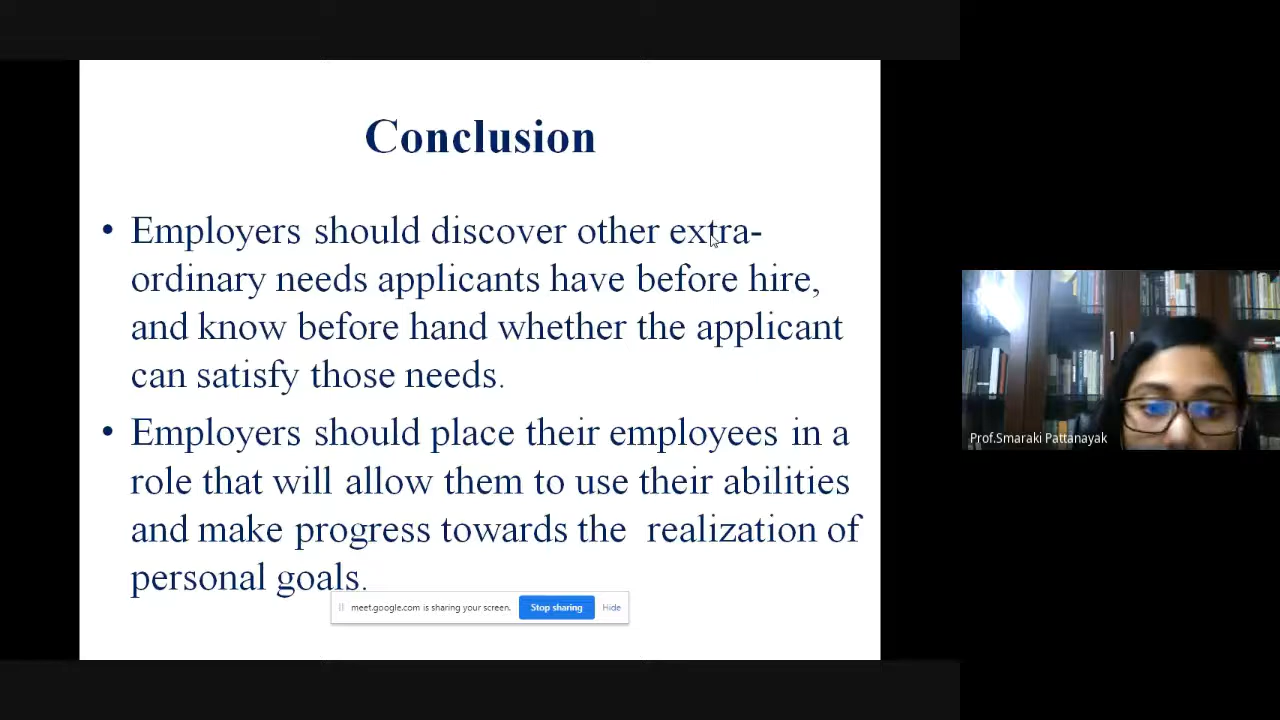 Conclusion
• Employers should discover other extra-
ordinary needs applicants have before hire,
and know before hand whether the applicant
can satisfy those needs.
• Employers should place their employees in a
role that will allow them to use their abilities
and make progress towards the  realization of
personal goals.
meet.google.com is sharing your screen. Stop sharing Hide
Prof.Smaraki Pattanayak